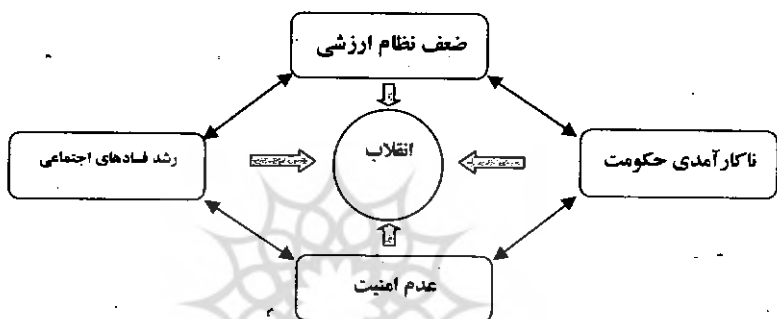 ضعف نظام ارزشی
ناکارآمدی حکومت
انقلاب
رشد فسادهای اجتماعی
عدم امنیت